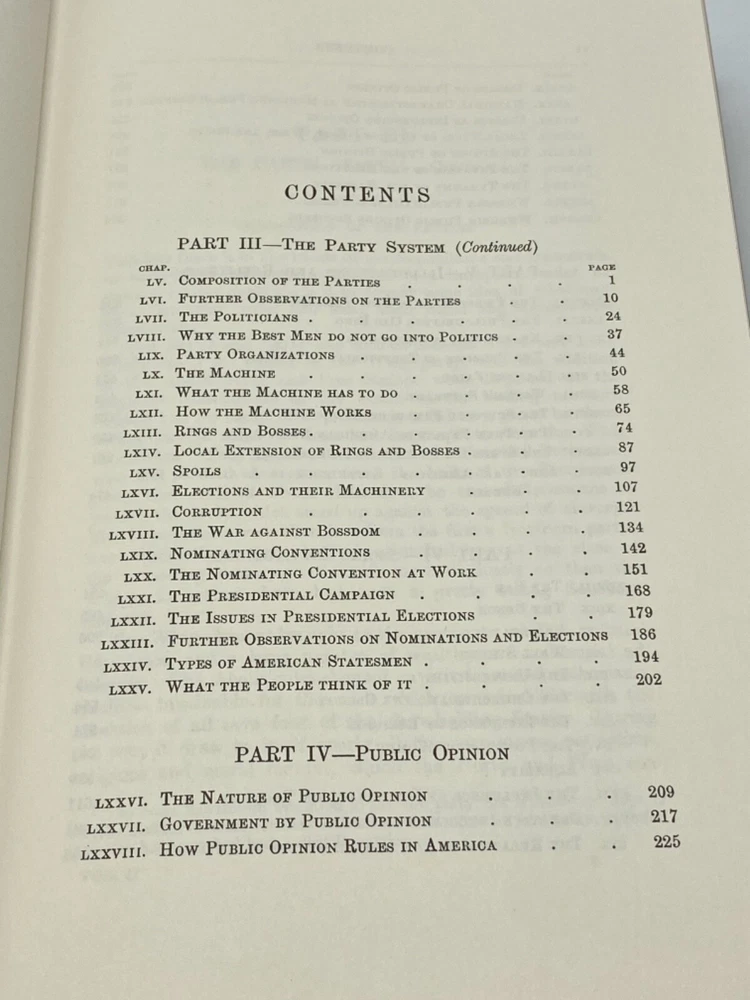 CONTENTS
PART III—The Party System (Continued)
CHAP. PAGE
LV. Composition of the Parties . . . . 1
LVI. Further Observations on the Parties . . 10
LVII. The Politicians . . . . . . 24
LVIII. Why the Best Men do not go into Politics . . 37
LIX. Party Organizations . . . . . 44
LX. The Machine . . . . . . 50
LXI. What the Machine has to do . . . . 58
LXII. How the Machine Works . . . . 65
LXIII. Rings and Bosses . . . . . . 74
LXIV. Local Extension of Rings and Bosses . . . 87
LXV. Spoils . . . . . . . 97
LXVI. Elections and their Machinery . . . 107
LXVII. Corruption . . . . . . 121
LXVIII. The War against Bossdom . . . . 134
LXIX. Nominating Conventions . . . . 142
LXX. The Nominating Convention at Work . . 151
LXXI. The Presidential Campaign . . . . 168
LXXII. The Issues in Presidential Elections . . 179
LXXIII. Further Observations on Nominations and Elections 186
LXXIV. Types of American Statesmen . . . . 194
LXXV. What the People think of it . . . . 202
PART IV—Public Opinion
LXXVI. The Nature of Public Opinion . . . 209
LXXVII. Government by Public Opinion . . . 217
LXXVIII. How Public Opinion Rules in America . . 225